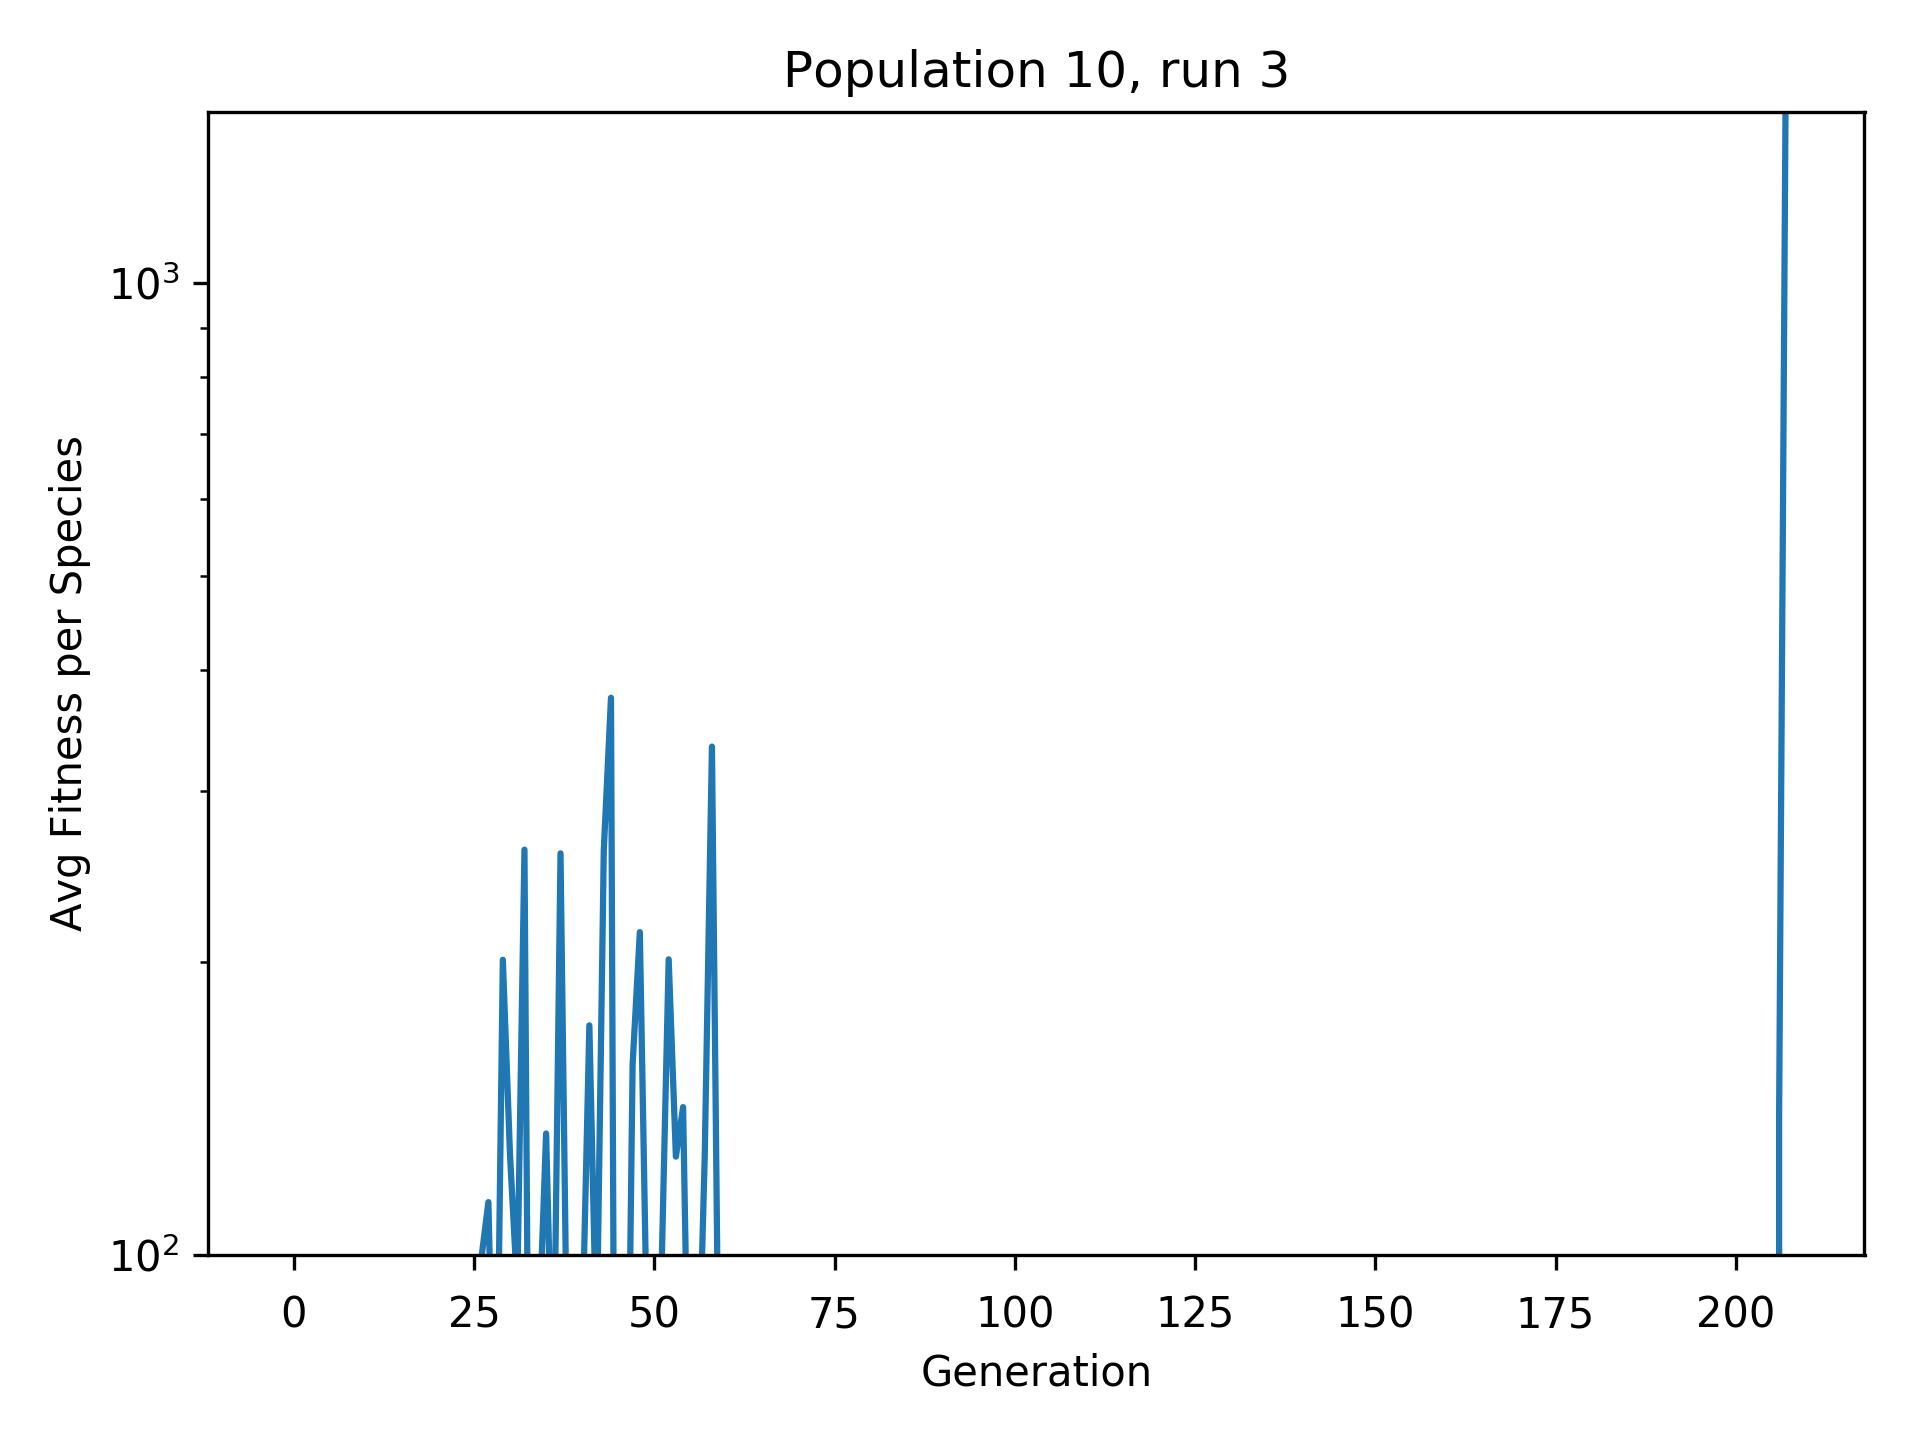 Population 10, run 3
10³
10²
Avg Fitness per Species
0 25 50 75 100 125 150 175 200
Generation